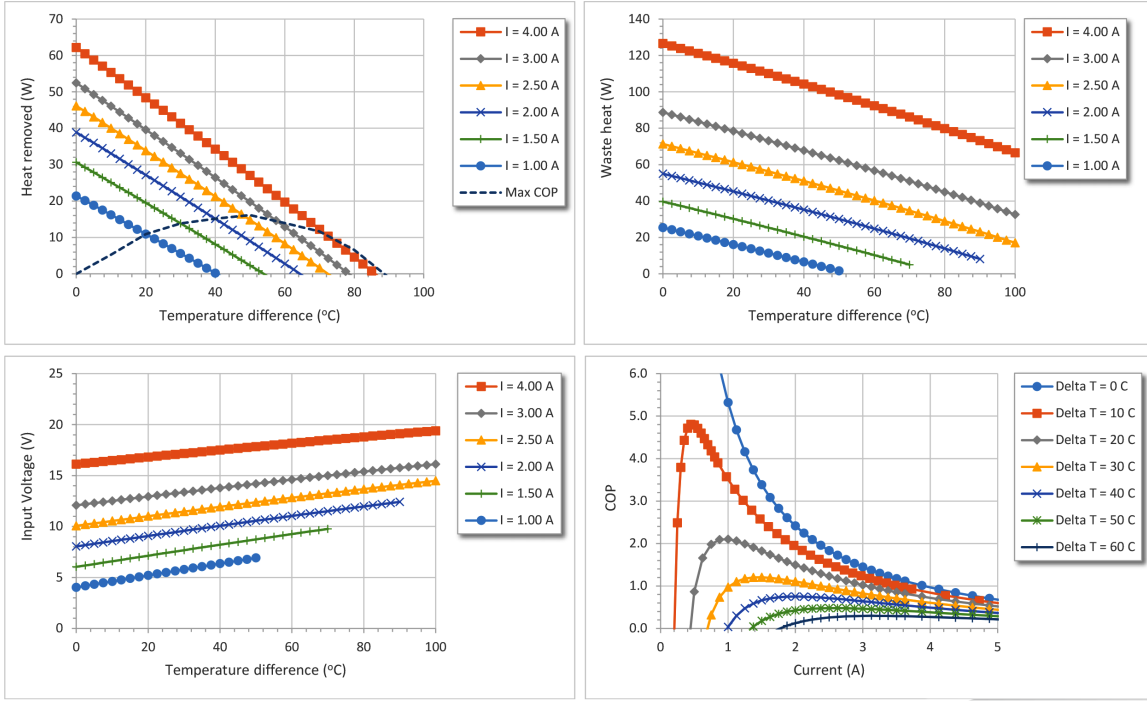 70
60
50
40
30
20
10
0
Heat removed (W)
0 20 40 60 80 100
Temperature difference (°C)
I = 4.00 A
I = 3.00 A
I = 2.50 A
I = 2.00 A
I = 1.50 A
I = 1.00 A
Max COP
140
120
100
80
60
40
20
0
Waste heat (W)
0 20 40 60 80 100
Temperature difference (°C)
I = 4.00 A
I = 3.00 A
I = 2.50 A
I = 2.00 A
I = 1.50 A
I = 1.00 A
25
20
15
10
5
0
Input Voltage (V)
0 20 40 60 80 100
Temperature difference (°C)
I = 4.00 A
I = 3.00 A
I = 2.50 A
I = 2.00 A
I = 1.50 A
I = 1.00 A
6.0
5.0
4.0
3.0
2.0
1.0
0.0
COP
0 1 2 3 4 5
Current (A)
Delta T = 0 C
Delta T = 10 C
Delta T = 20 C
Delta T = 30 C
Delta T = 40 C
Delta T = 50 C
Delta T = 60 C